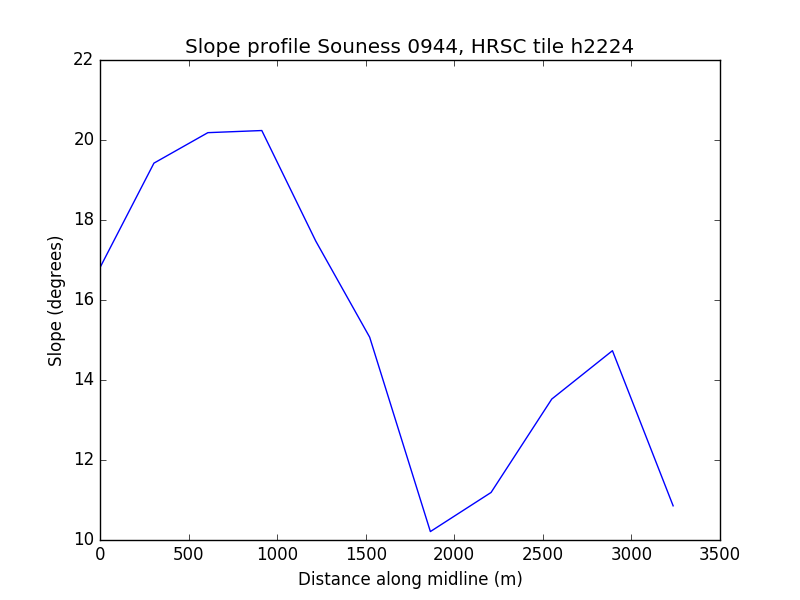 Slope profile Souness 0944, HRSC tile h2224
22
20
18
16
14
12
10
Slope (degrees)
0 500 1000 1500 2000 2500 3000 3500
Distance along midline (m)